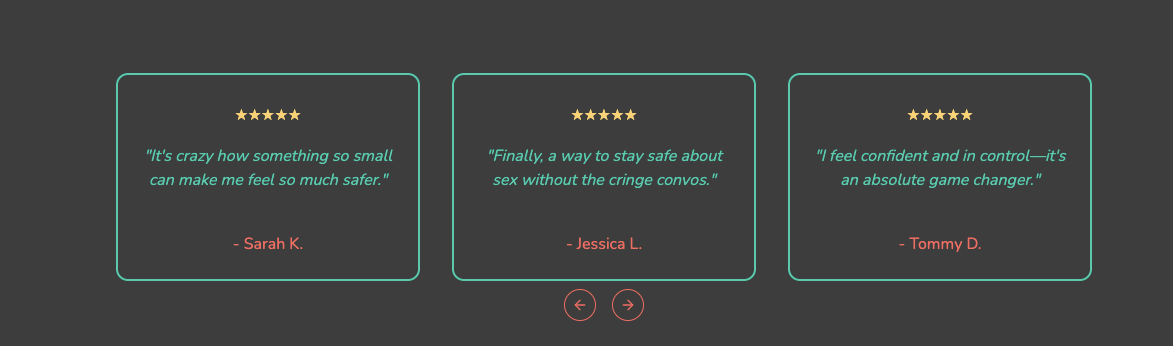 ★★★★★
"It's crazy how something so small
can make me feel so much safer."
- Sarah K.
★★★★★
"Finally, a way to stay safe about
sex without the cringe convos."
- Jessica L.
★★★★★
"I feel confident and in control—it's
an absolute game changer."
- Tommy D.